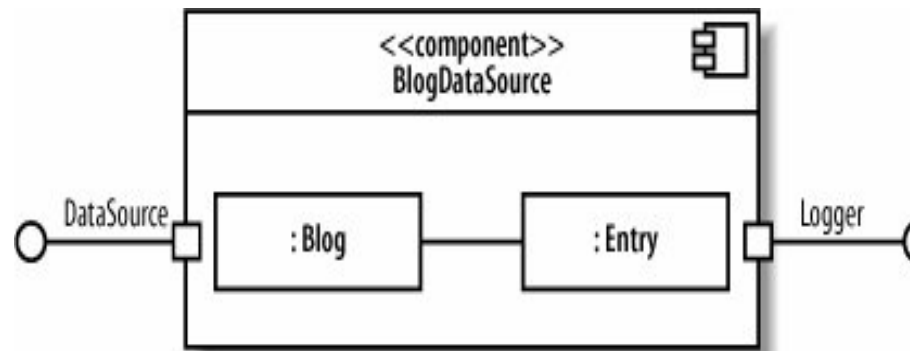 <<component>>
BlogDataSource
DataSource
: Blog
: Entry
Logger